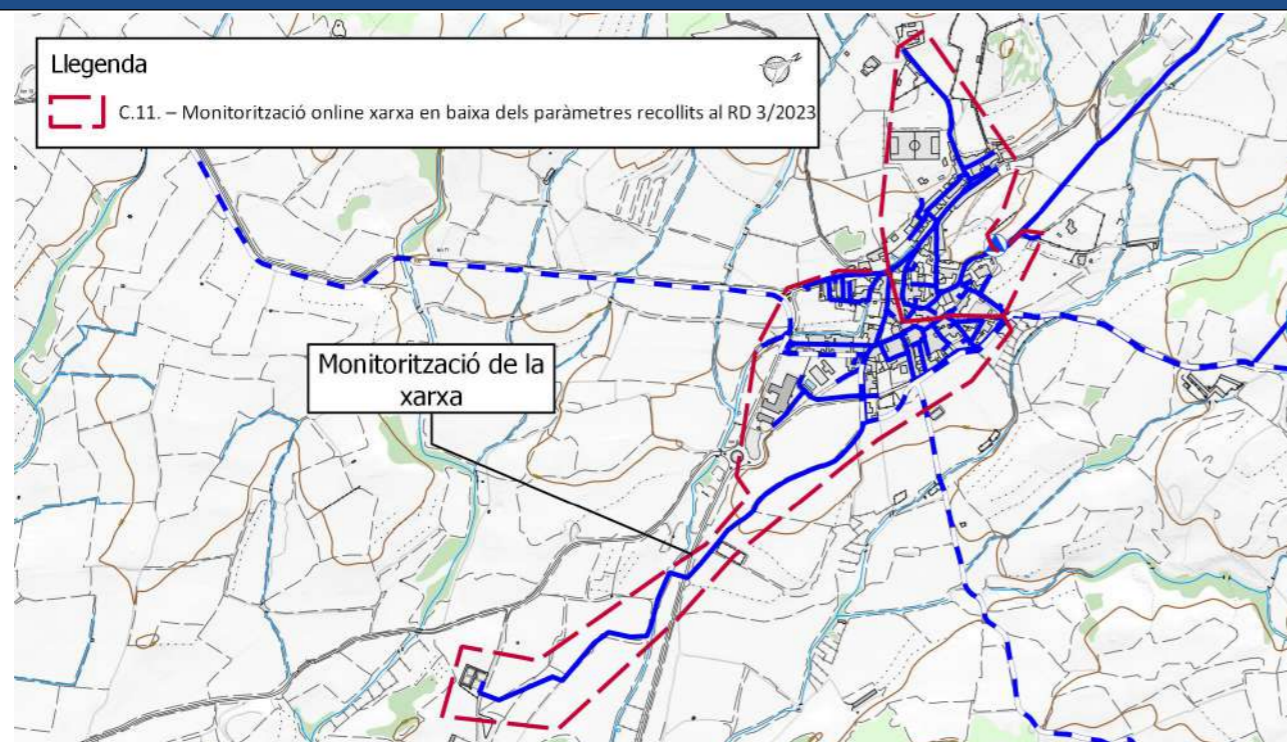 Llegenda
C.11. – Monitorització online xarxa en baixa dels paràmetres recollits al RD 3/2023
Monitorització de la
xarxa